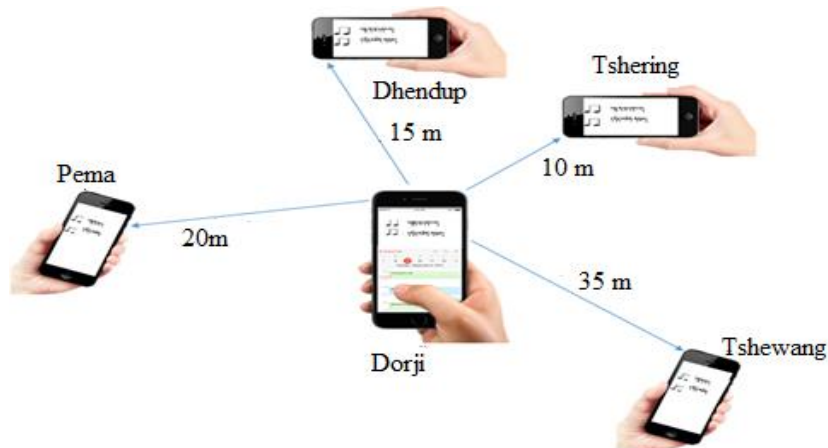 Dhendup
Tshering
15 m
10 m
Pema
20m
35 m
Tshewang
Dorji